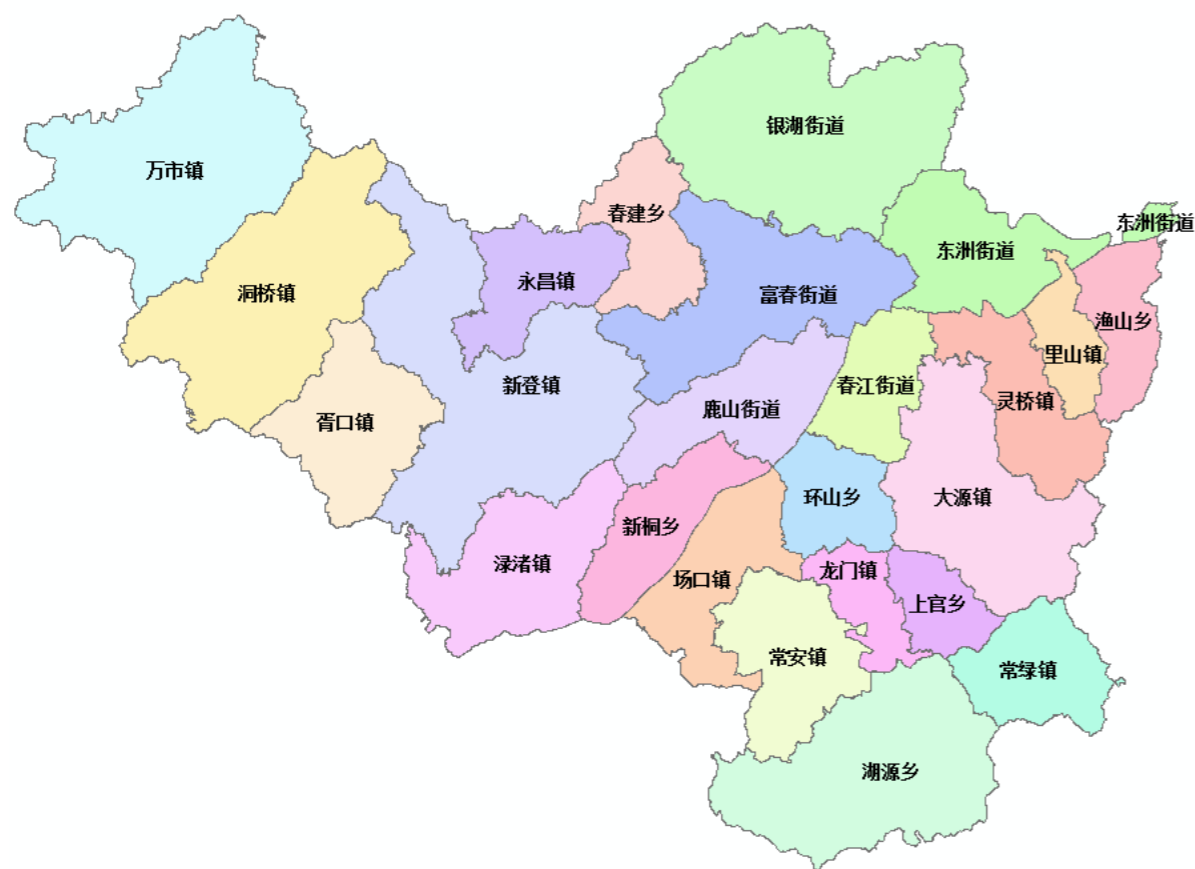 银湖街道
万市镇
春建乡
东洲街道
东洲街道
永昌镇
洞桥镇
富春街道
渔山乡
里山镇
新登镇
春江街道
灵桥镇
鹿山街道
胥口镇
环山乡
大源镇
新桐乡
渌渚镇
场口镇
龙门镇
上官乡
常安镇
常绿镇
湖源乡